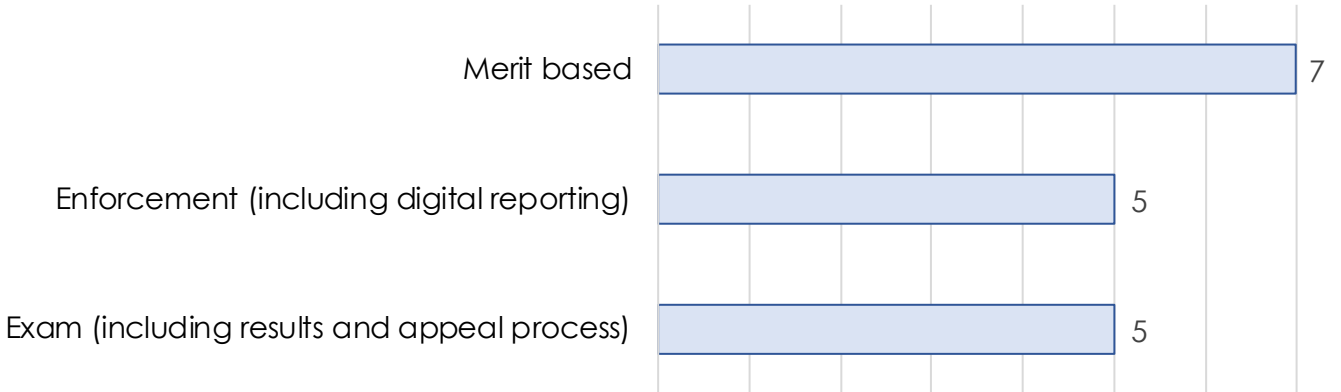 Merit based 7
Enforcement (including digital reporting) 5
Exam (including results and appeal process) 5